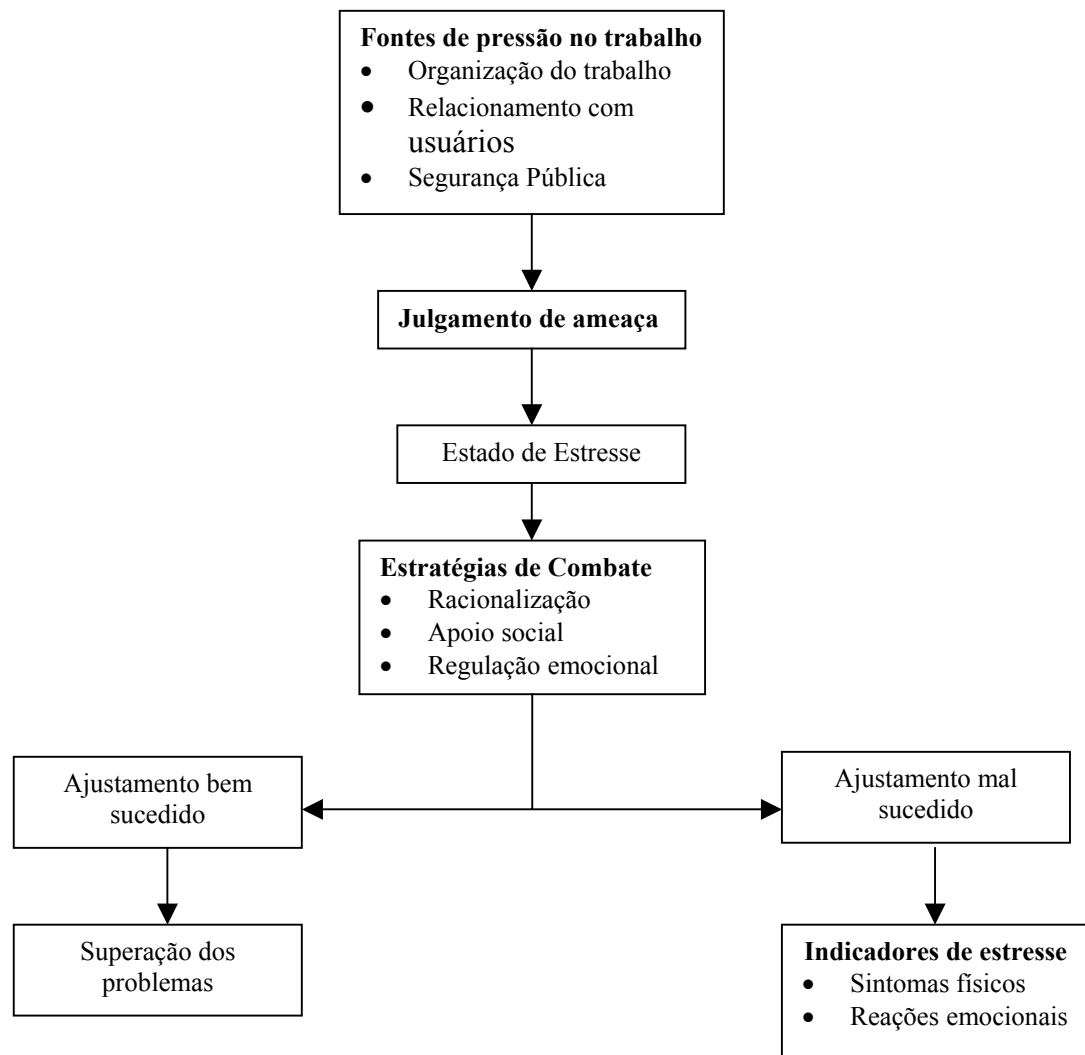 Fontes de pressão no trabalho
• Organização do trabalho
• Relacionamento com
usuários
• Segurança Pública
Julgamento de ameaça
Estado de Estresse
Estratégias de Combate
• Racionalização
• Apoio social
• Regulação emocional
Ajustamento bem
sucedido
Ajustamento mal
sucedido
Superação dos
problemas
Indicadores de estresse
• Sintomas físicos
• Reações emocionais